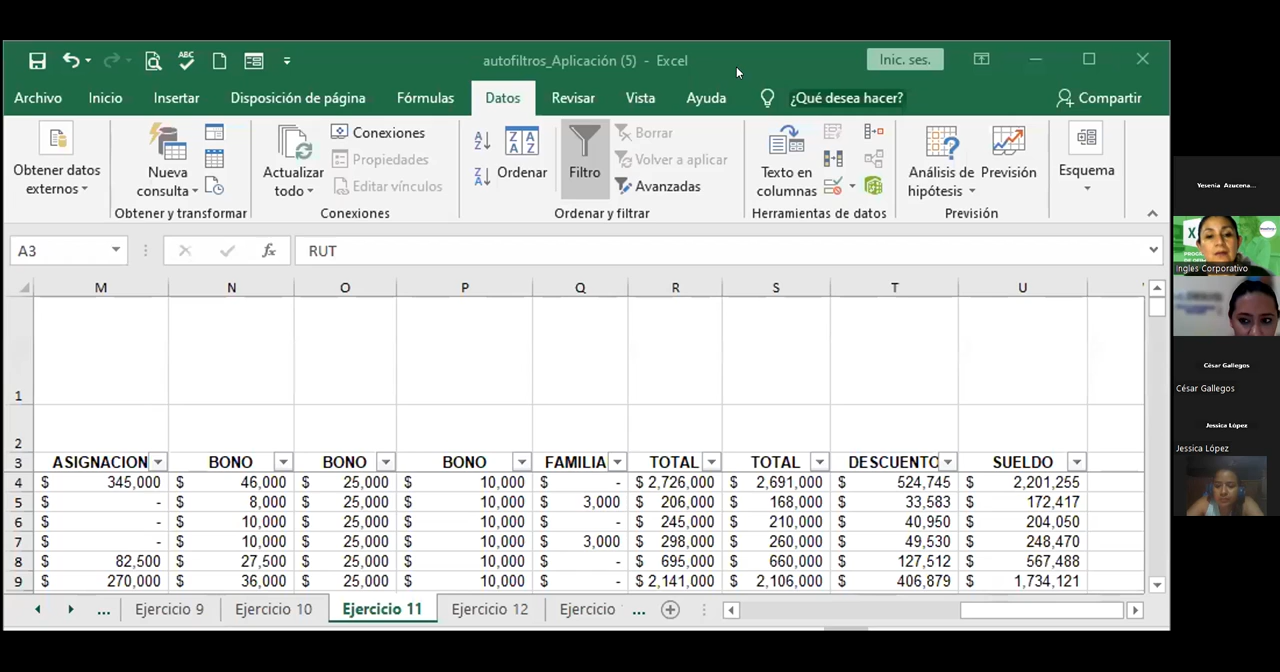 autofiltros_Aplicación (5) - Excel
Inic. ses.
Archivo Inicio Insertar Disposición de página Fórmulas Datos Revisar Vista Ayuda ¿Qué desea hacer? Compartir
Obtener datos externos
Nueva consulta
Obtener y transformar
Actualizar todo
Conexiones
Propiedades
Editar vínculos
Conexiones
Ordenar
Filtro
Borrar
Volver a aplicar
Avanzadas
Ordenar y filtrar
Texto en columnas
Herramientas de datos
Análisis de hipótesis
Previsión
Previsión
Esquema
A3 fx RUT
M N O P Q R S T U
1
2
3 ASIGNACION BONO BONO BONO FAMILIA TOTAL TOTAL DESCUENTO SUELDO
4 $ 345,000 $ 46,000 $ 25,000 $ 10,000 $ - $ 2,726,000 $ 2,691,000 $ 524,745 $ 2,201,255
5 $ - $ 8,000 $ 25,000 $ 10,000 $ 3,000 $ 206,000 $ 168,000 $ 33,583 $ 172,417
6 $ - $ 10,000 $ 25,000 $ 10,000 $ - $ 245,000 $ 210,000 $ 40,950 $ 204,050
7 $ - $ 10,000 $ 25,000 $ 10,000 $ 3,000 $ 298,000 $ 260,000 $ 49,530 $ 248,470
8 $ 82,500 $ 27,500 $ 25,000 $ 10,000 $ - $ 695,000 $ 660,000 $ 127,512 $ 567,488
9 $ 270,000 $ 36,000 $ 25,000 $ 10,000 $ - $ 2,141,000 $ 2,106,000 $ 406,879 $ 1,734,121
... Ejercicio 9 Ejercicio 10 Ejercicio 11 Ejercicio 12 Ejercicio ...
Yesenia Azucena...
Ingles Corporativo
César Gallegos
César Gallegos
Jessica López
Jessica López